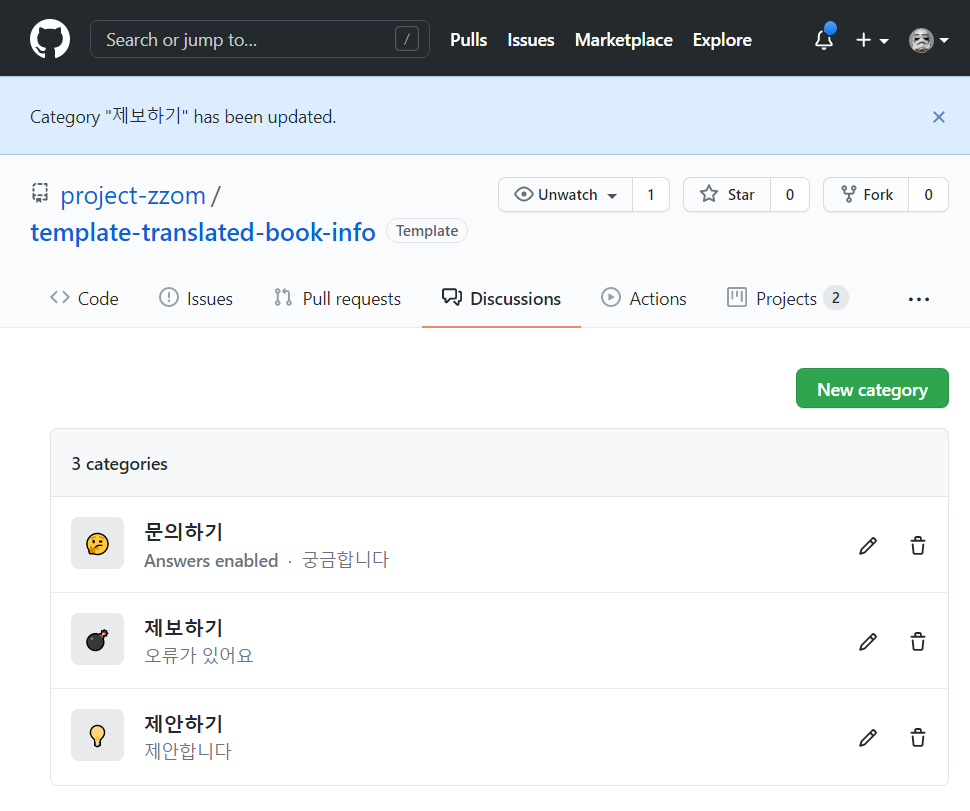 Search or jump to... / Pulls Issues Marketplace Explore
Category "제보하기" has been updated.
project-zzom / Unwatch 1 Star 0 Fork 0
template-translated-book-info Template
Code Issues Pull requests Discussions Actions Projects 2
New category
3 categories
문의하기
Answers enabled · 궁금합니다
제보하기
오류가 있어요
제안하기
제안합니다